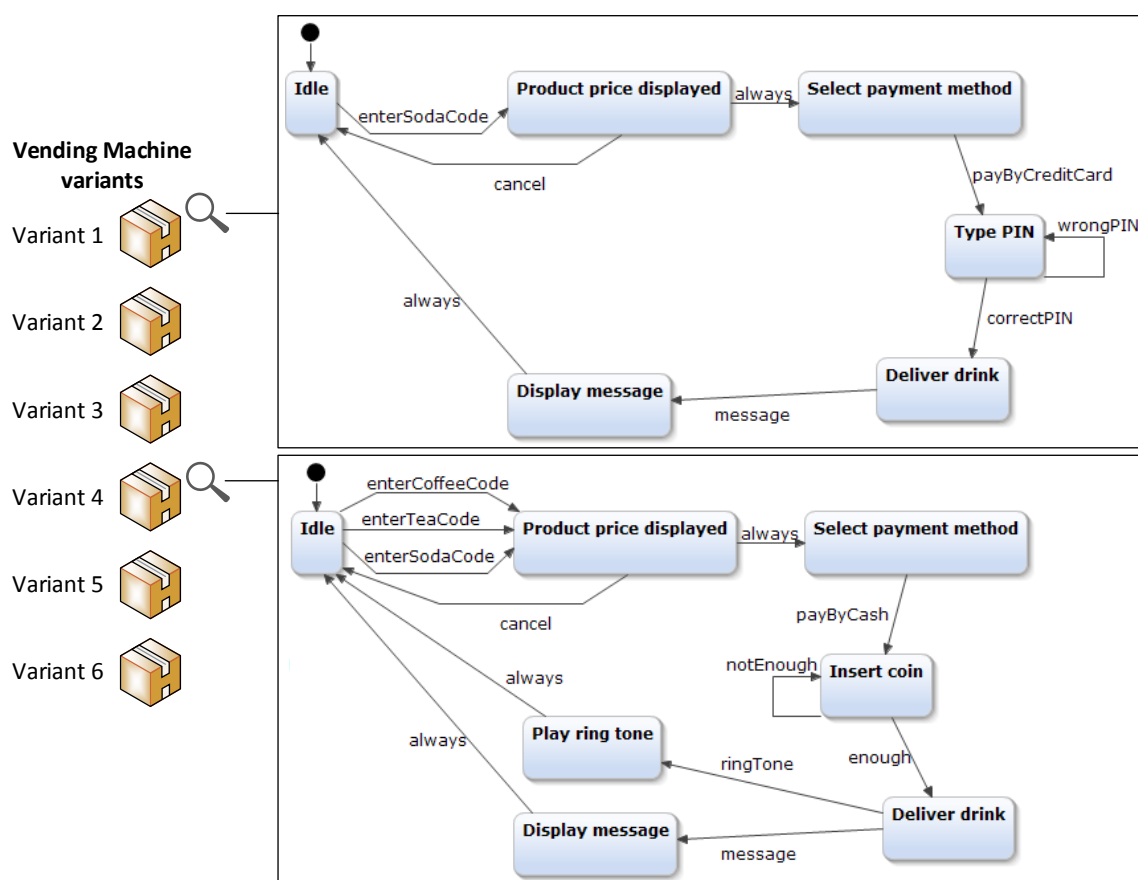 Vending Machine
variants
Variant 1
Variant 2
Variant 3
Variant 4
Variant 5
Variant 6
Idle
enterSodaCode
Product price displayed
always
Select payment method
cancel
payByCreditCard
Type PIN
wrongPIN
correctPIN
always
Deliver drink
Display message
message
enterCoffeeCode
Idle
enterTeaCode
Product price displayed
always
Select payment method
enterSodaCode
cancel
payByCash
notEnough
Insert coin
always
Play ring tone
always
ringTone
enough
Deliver drink
Display message
message